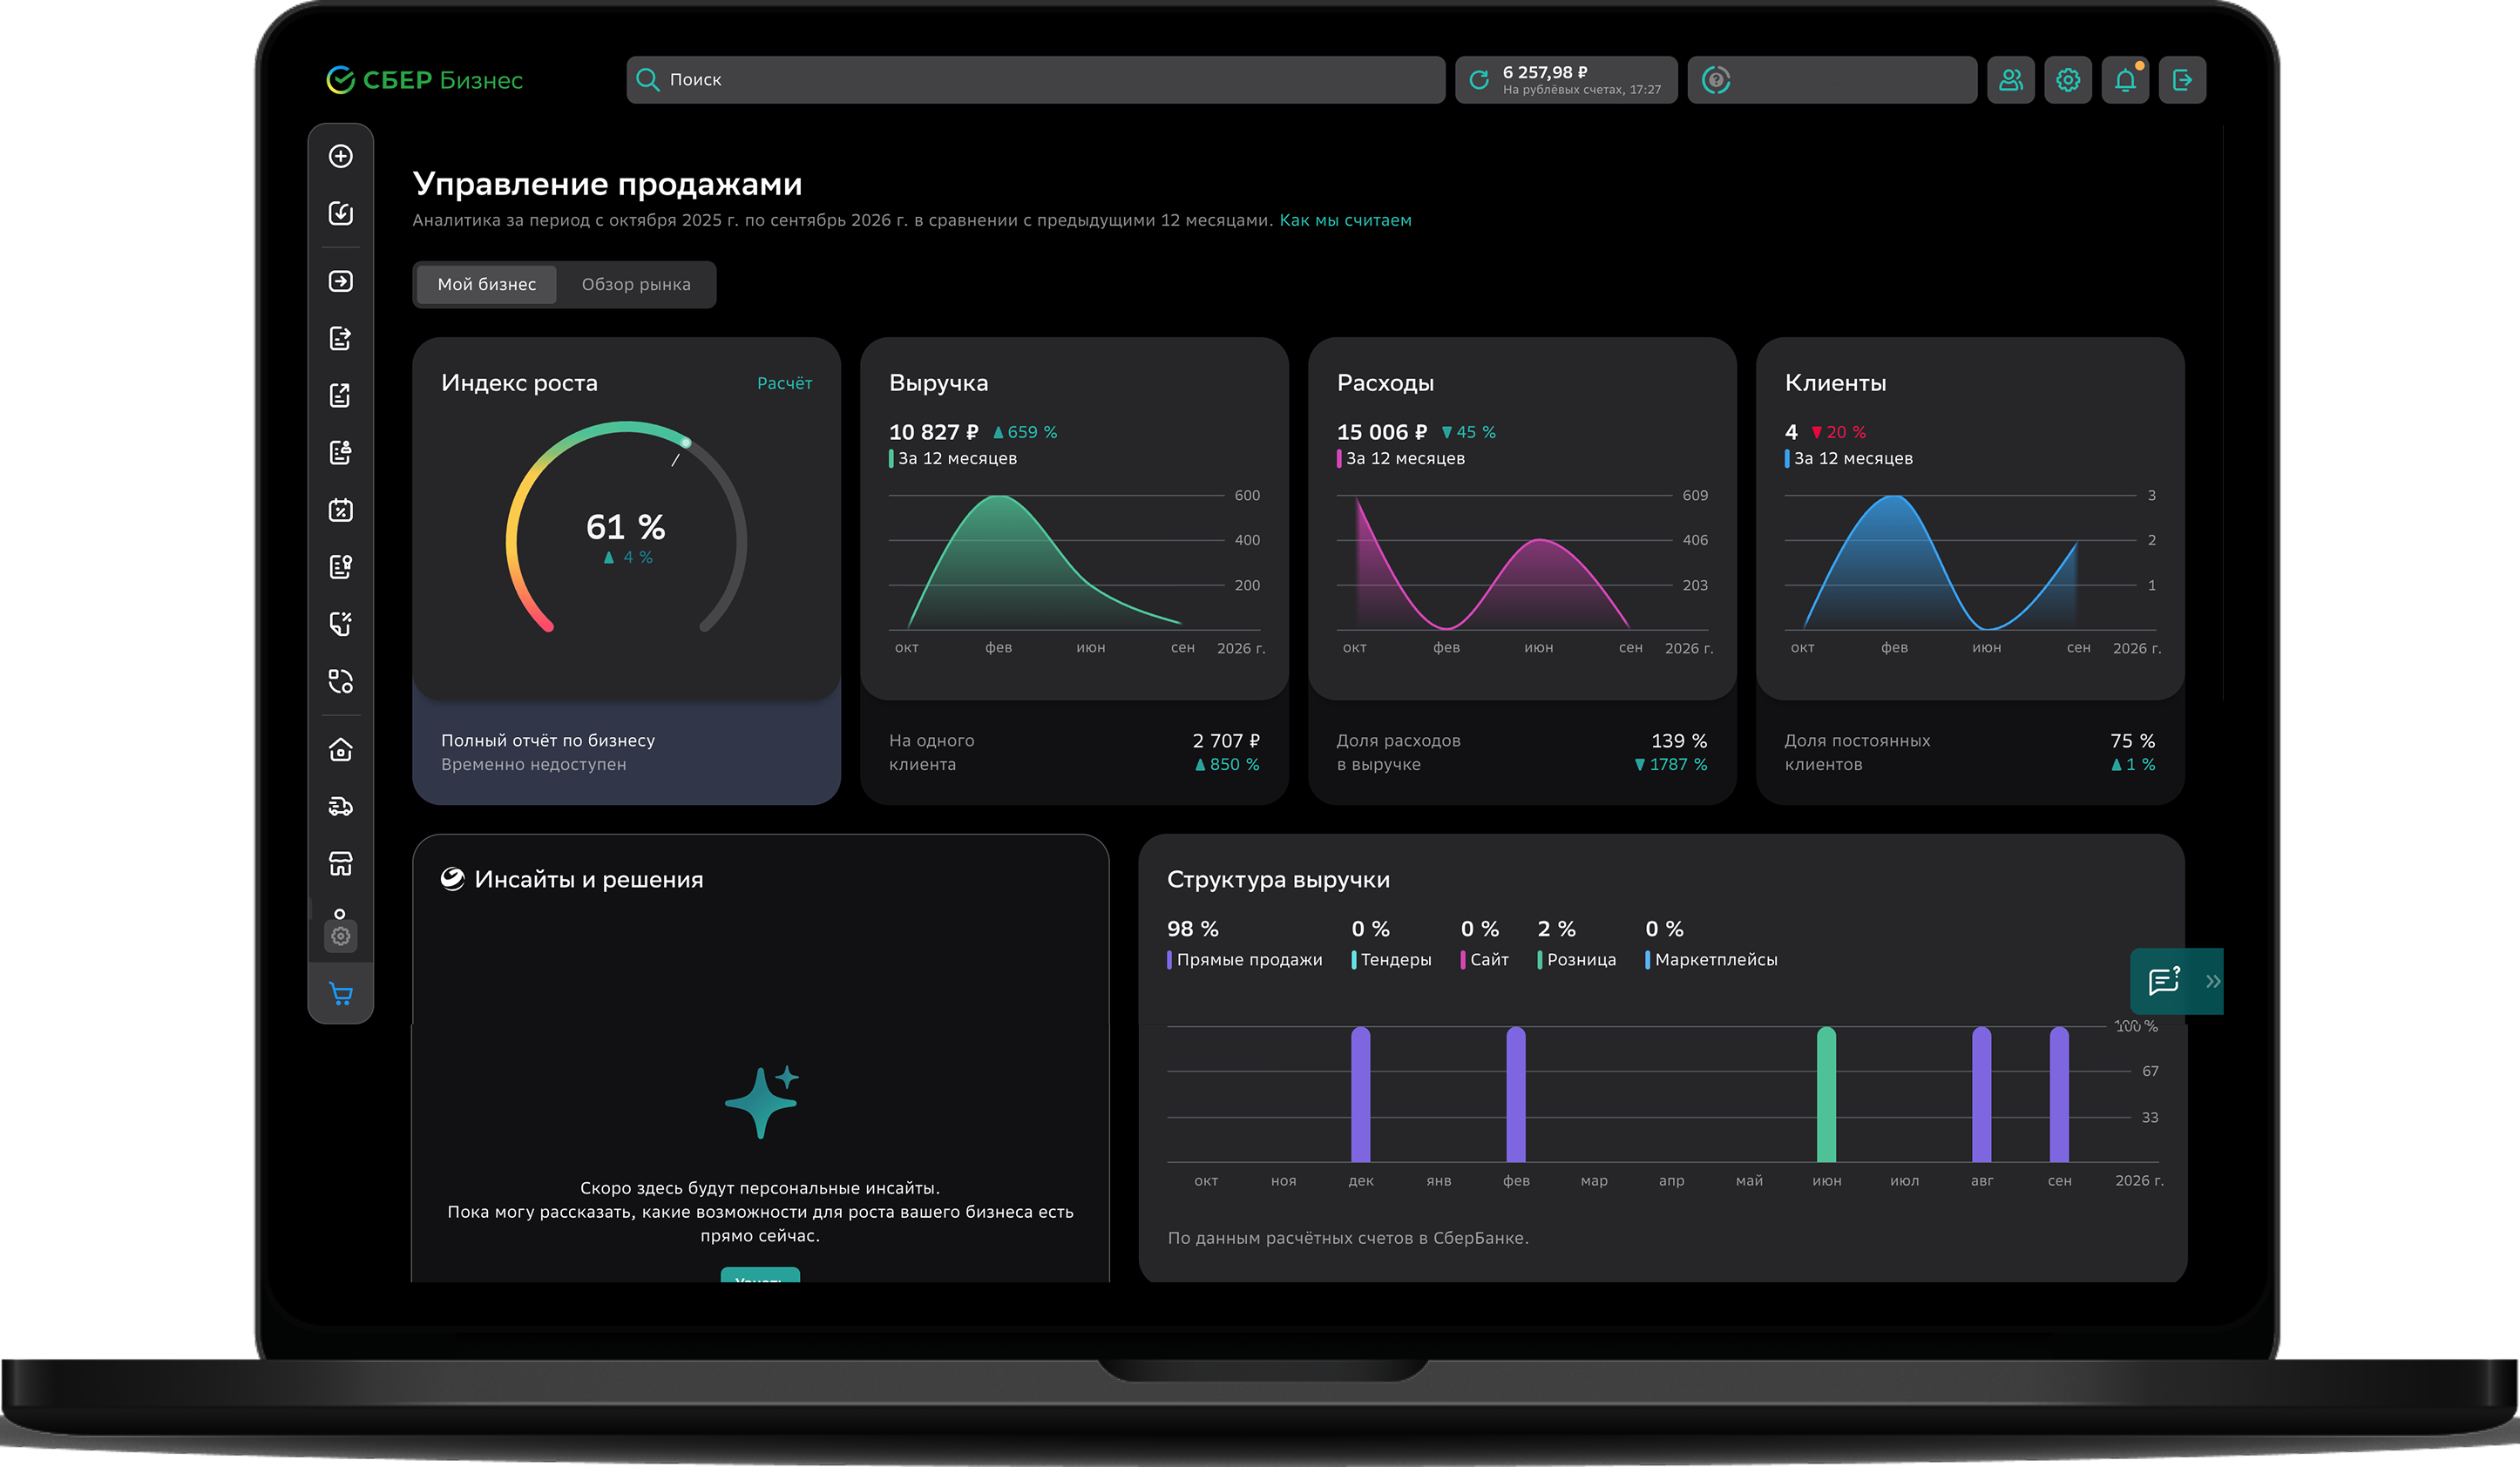 СБЕР Бизнес
Поиск
6 257,98 ₽
На рублёвых счетах, 17:27
Управление продажами
Аналитика за период с октября 2025 г. по сентябрь 2026 г. в сравнении с предыдущими 12 месяцами. Как мы считаем
Мой бизнес
Обзор рынка
Индекс роста
Расчёт
61 %
4 %
Полный отчёт по бизнесу
Временно недоступен
Выручка
10 827 ₽ 659 %
За 12 месяцев
600
400
200
окт фев июн сен 2026 г.
На одного
клиента
2 707 ₽
850 %
Расходы
15 006 ₽ 45 %
За 12 месяцев
609
406
203
окт фев июн сен 2026 г.
Доля расходов
в выручке
139 %
1787 %
Клиенты
4 20 %
За 12 месяцев
3
2
1
окт фев июн сен 2026 г.
Доля постоянных
клиентов
75 %
1 %
Инсайты и решения
Скоро здесь будут персональные инсайты.
Пока могу рассказать, какие возможности для роста вашего бизнеса есть
прямо сейчас.
Структура выручки
98 % 0 % 0 % 2 % 0 %
Прямые продажи Тендеры Сайт Розница Маркетплейсы
100 %
67
33
окт ноя дек янв фев мар апр май июн июл авг сен 2026 г.
По данным расчётных счетов в СберБанке.